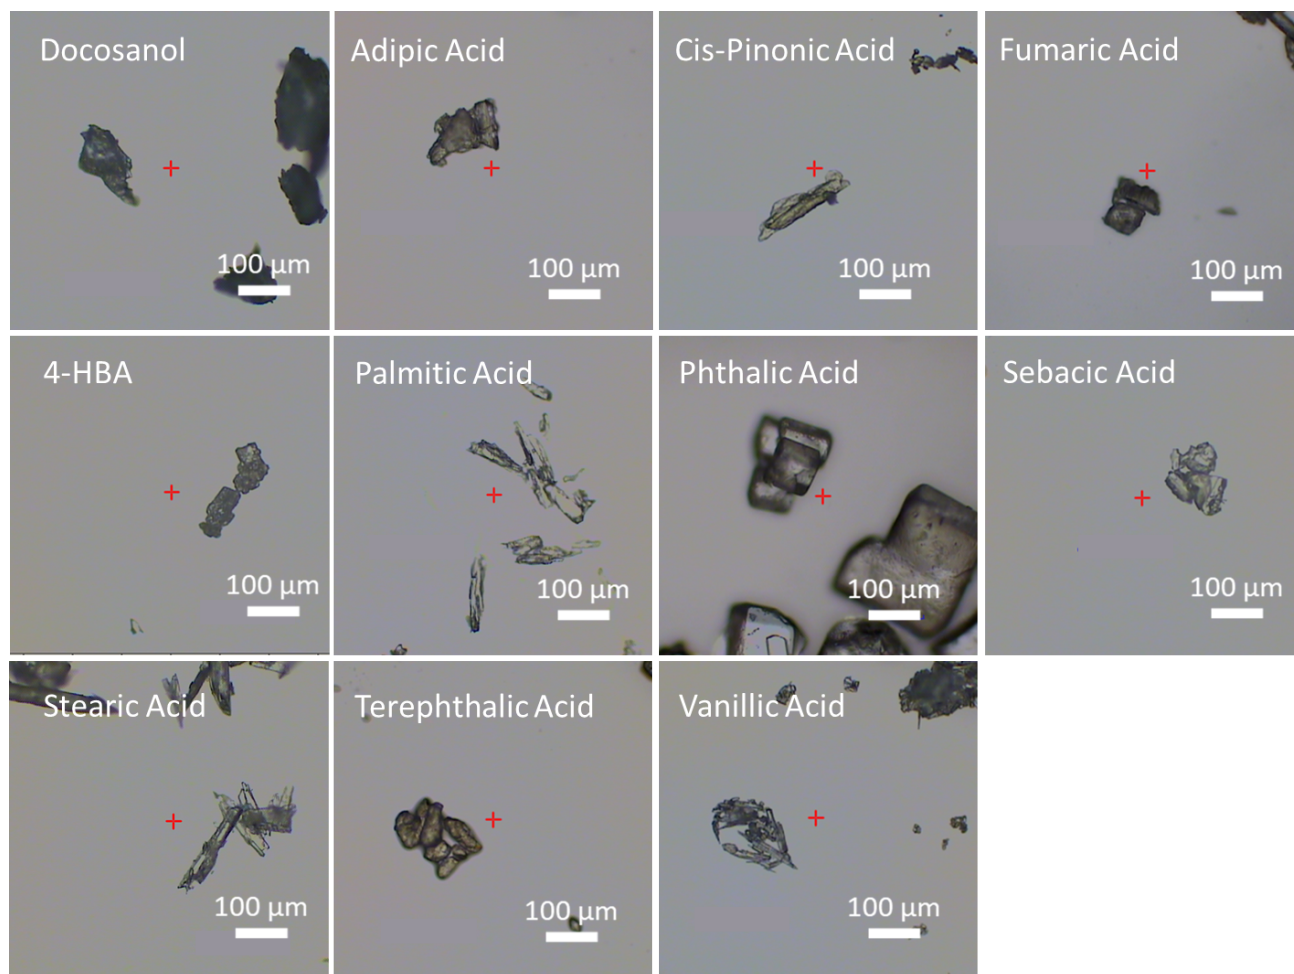 Docosanol
100 µm
Adipic Acid
100 µm
Cis-Pinonic Acid
100 µm
Fumaric Acid
100 µm
4-HBA
100 µm
Palmitic Acid
100 µm
Phthalic Acid
100 µm
Sebacic Acid
100 µm
Stearic Acid
100 µm
Terephthalic Acid
100 µm
Vanillic Acid
100 µm